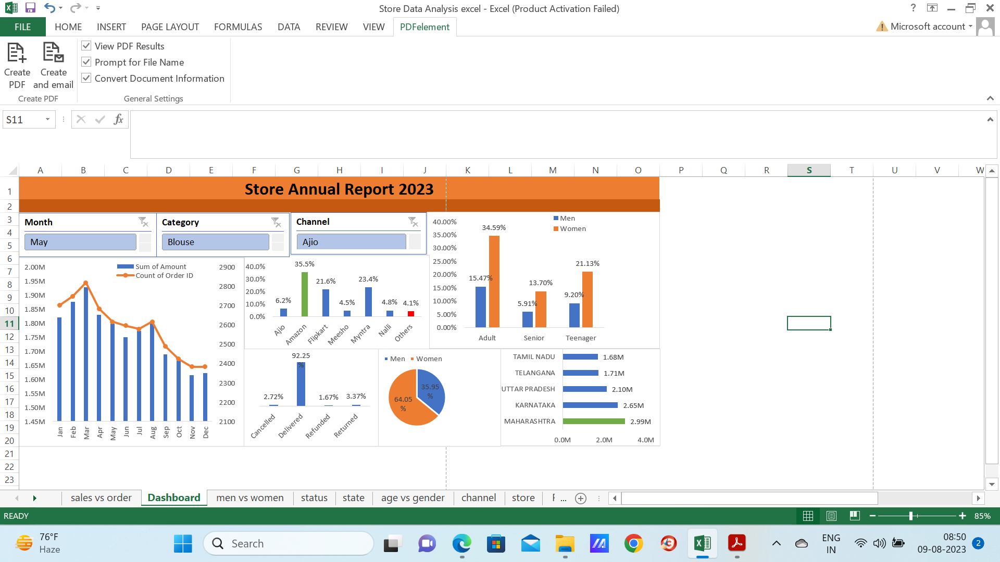 Store Data Analysis excel - Excel (Product Activation Failed)
?
FILE HOME INSERT PAGE LAYOUT FORMULAS DATA REVIEW VIEW PDFelement
Microsoft account
Create PDF
Create and email
View PDF Results
Prompt for File Name
Convert Document Information
Create PDF
General Settings
S11
fx
A B C D E F G H I J K L M N O P Q R S T U V W
1
2
3
4
5
6
7
8
9
10
11
12
13
14
15
16
17
18
19
20
21
22
23
Store Annual Report 2023
Month
May
Category
Blouse
Channel
Ajio
Sum of Amount
Count of Order ID
2.00M
1.95M
1.90M
1.85M
1.80M
1.75M
1.70M
1.65M
1.60M
1.55M
1.50M
1.45M
2900
2800
2700
2600
2500
2400
2300
2200
2100
Jan Feb Mar Apr May Jun Jul Aug Sep Oct Nov Dec
40.0%
30.0%
20.0%
10.0%
0.0%
6.2% 35.5% 21.6% 4.5% 23.4% 4.8% 4.1%
Ajio Amazon Flipkart Meesho Myntra Nalli Others
Men
Women
40.00%
35.00%
30.00%
25.00%
20.00%
15.00%
10.00%
5.00%
0.00%
15.47% 34.59% 5.91% 13.70% 9.20% 21.13%
Adult Senior Teenager
2.72% 92.25% 1.67% 3.37%
Cancelled Delivered Refunded Returned
Men Women
35.95%
64.05%
TAMIL NADU 1.68M
TELANGANA 1.71M
UTTAR PRADESH 2.10M
KARNATAKA 2.65M
MAHARASHTRA 2.99M
0.0M 2.0M 4.0M
sales vs order Dashboard men vs women status state age vs gender channel store ...
READY
85%
76°F
Haze
Search
ENG
IN
08:50
09-08-2023
2